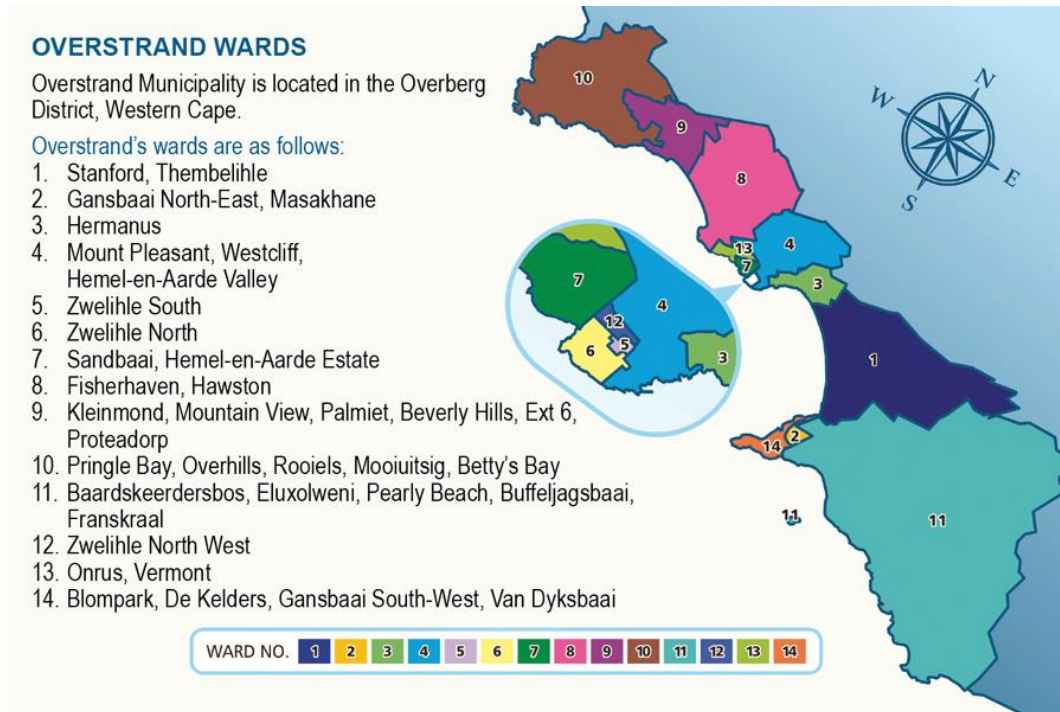 OVERSTRAND WARDS
Overstrand Municipality is located in the Overberg
District, Western Cape.
Overstrand's wards are as follows:
1. Stanford, Thembelihle
2. Gansbaai North-East, Masakhane
3. Hermanus
4. Mount Pleasant, Westcliff,
Hemel-en-Aarde Valley
5. Zwelihle South
6. Zwelihle North
7. Sandbaai, Hemel-en-Aarde Estate
8. Fisherhaven, Hawston
9. Kleinmond, Mountain View, Palmiet, Beverly Hills, Ext 6,
Proteadorp
10. Pringle Bay, Overhills, Rooiels, Mooiuitsig, Betty's Bay
11. Baardskeerdersbos, Eluxolweni, Pearly Beach, Buffeljagsbaai,
Franskraal
12. Zwelihle North West
13. Onrus, Vermont
14. Blompark, De Kelders, Gansbaai South-West, Van Dyksbaai
10
9
8
13
4
7
3
1
2
14
11
11
7
4
12
5
6
3
N
W
E
S
WARD NO. 1 2 3 4 5 6 7 8 9 10 11 12 13 14